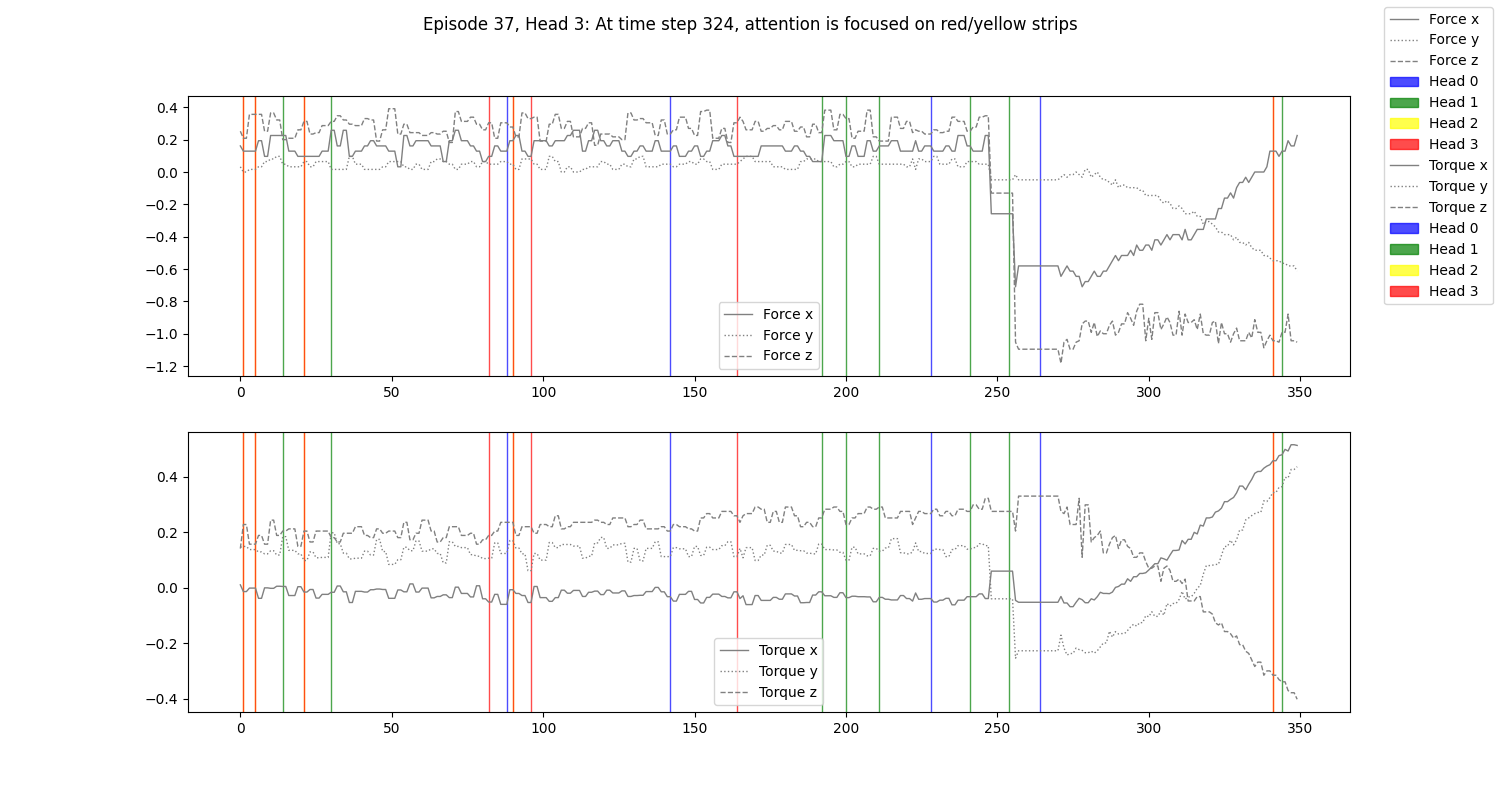 Episode 37, Head 3: At time step 324, attention is focused on red/yellow strips
Force x
Force y
Force z
Head 0
Head 1
Head 2
Head 3
Torque x
Torque y
Torque z
Head 0
Head 1
Head 2
Head 3
0.4
0.2
0.0
−0.2
−0.4
−0.6
−0.8
−1.0
−1.2
Force x
Force y
Force z
0 50 100 150 200 250 300 350
0.4
0.2
0.0
−0.2
−0.4
Torque x
Torque y
Torque z
0 50 100 150 200 250 300 350